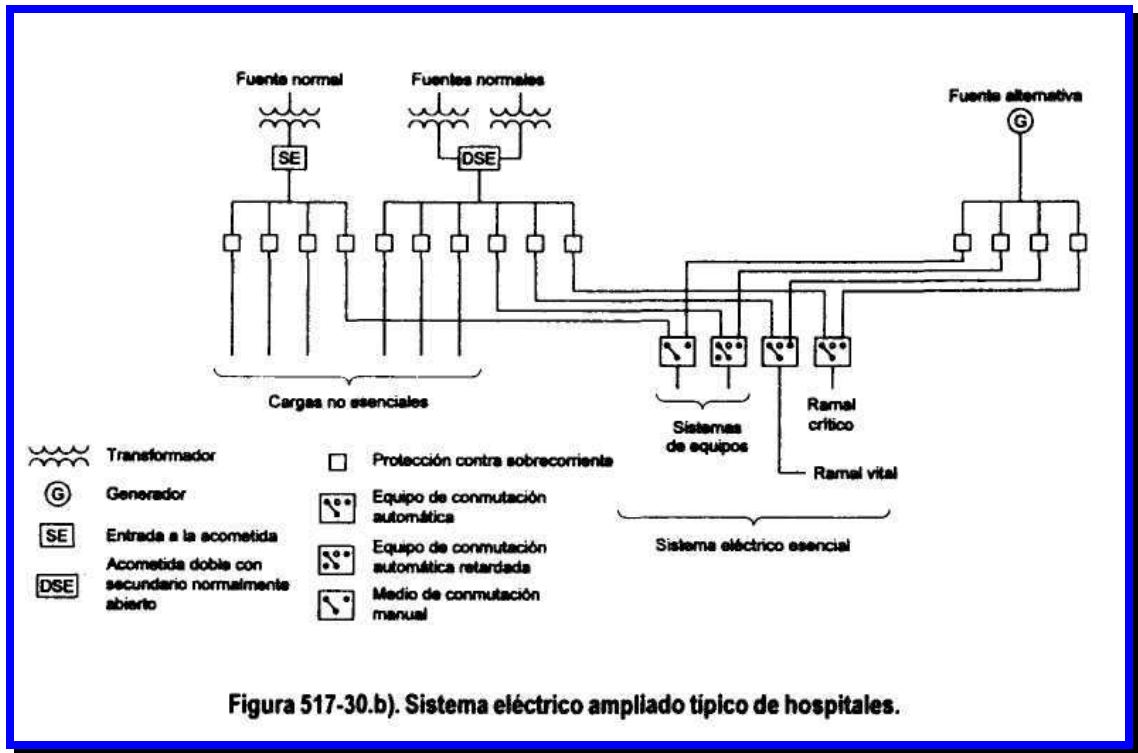 Fuente normal
Fuentes normales
Fuente alternativa
G
SE
DSE
Cargas no esenciales
Sistemas
de equipos
Ramal
crítico
Ramal vital
Sistema eléctrico esencial
Transformador
G
Generador
SE
Entrada a la acometida
DSE
Acometida doble con
secundario normalmente
abierto
Protección contra sobrecorriente
Equipo de conmutación
automática
Equipo de conmutación
automática retardada
Medio de conmutación
manual
Figura 517-30.b). Sistema eléctrico ampliado típico de hospitales.